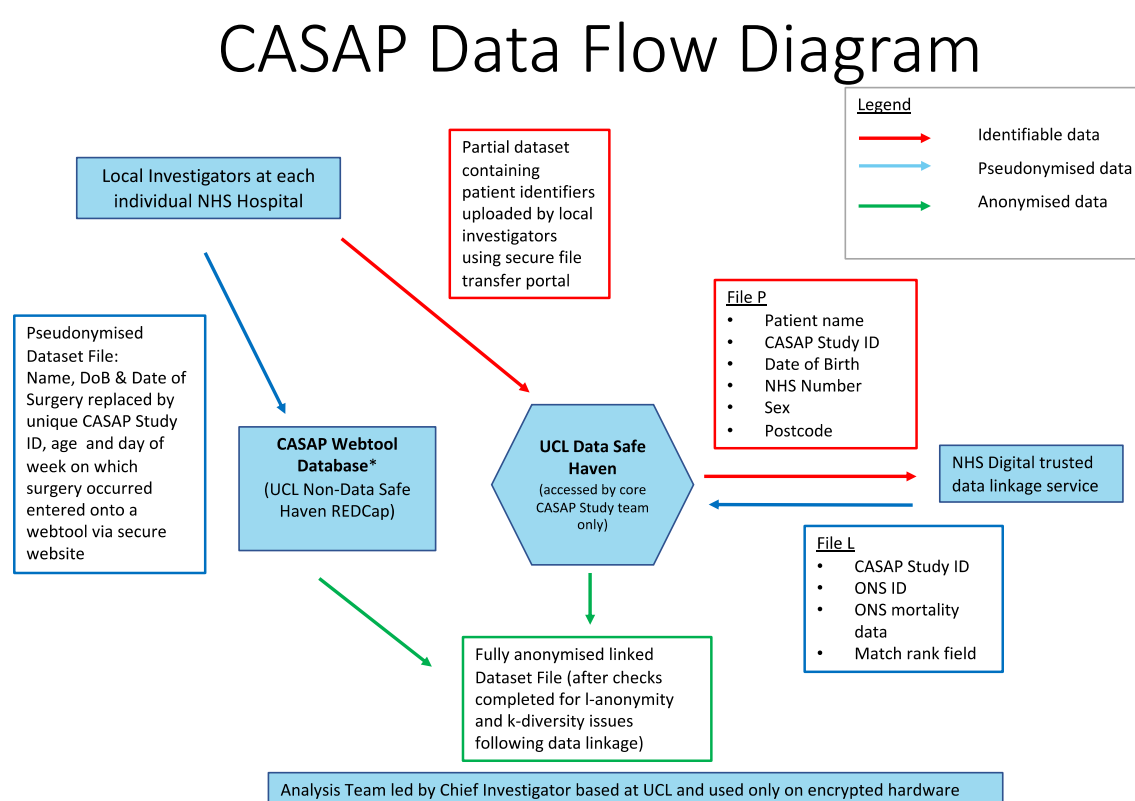 CASAP Data Flow Diagram
Legend
Identifiable data
Pseudonymised data
Anonymised data
Local Investigators at each
individual NHS Hospital
Partial dataset
containing
patient identifiers
uploaded by local
investigators
using secure file
transfer portal
File P
• Patient name
• CASAP Study ID
• Date of Birth
• NHS Number
• Sex
• Postcode
Pseudonymised
Dataset File:
Name, DoB & Date of
Surgery replaced by
unique CASAP Study
ID, age and day of
week on which
surgery occurred
entered onto a
webtool via secure
website
CASAP Webtool
Database*
(UCL Non-Data Safe
Haven REDCap)
UCL Data Safe
Haven
(accessed by core
CASAP Study team
only)
NHS Digital trusted
data linkage service
File L
• CASAP Study ID
• ONS ID
• ONS mortality
data
• Match rank field
Fully anonymised linked
Dataset File (after checks
completed for l-anonymity
and k-diversity issues
following data linkage)
Analysis Team led by Chief Investigator based at UCL and used only on encrypted hardware